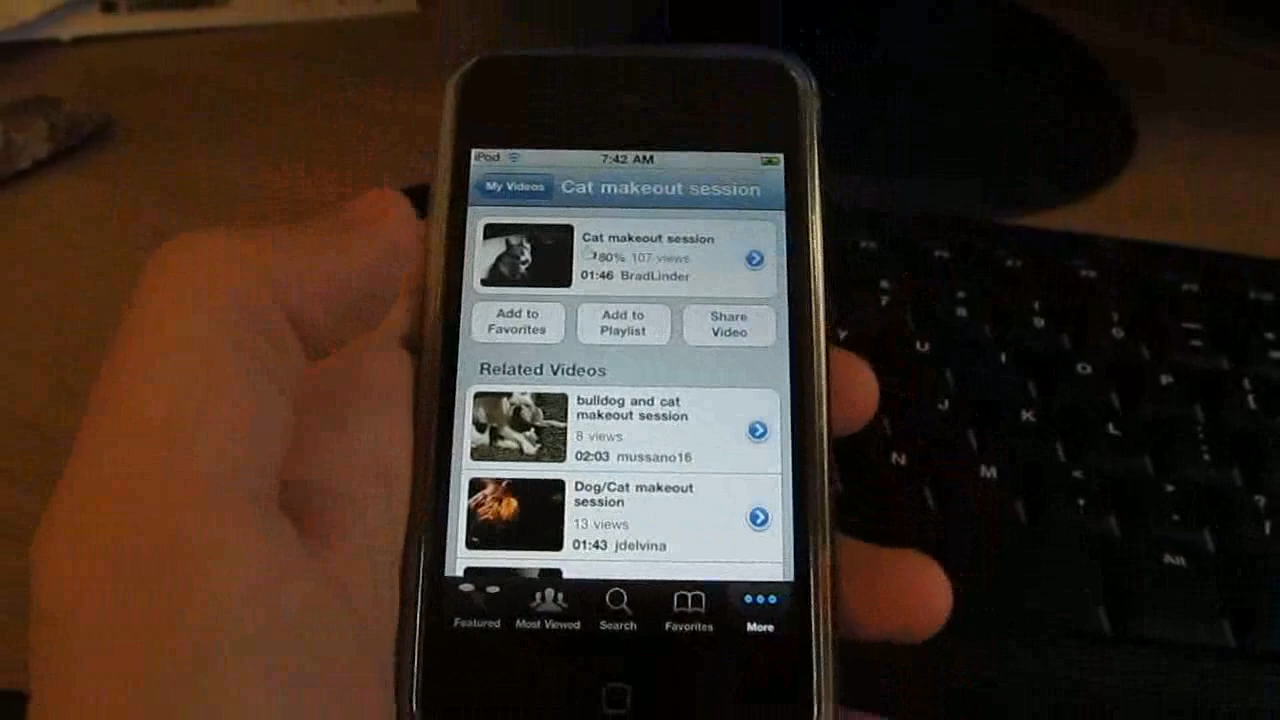 iPod 7:42 AM
My Videos Cat makeout session
Cat makeout session
80% 107 views
01:46 BradLinder
Add to Favorites
Add to Playlist
Share Video
Related Videos
bulldog and cat
makeout session
8 views
02:03 mussano16
Dog/Cat makeout
session
13 views
01:43 jdelvina
Featured Most Viewed Search Favorites More
Y U I O P
J K L
N M
Alt